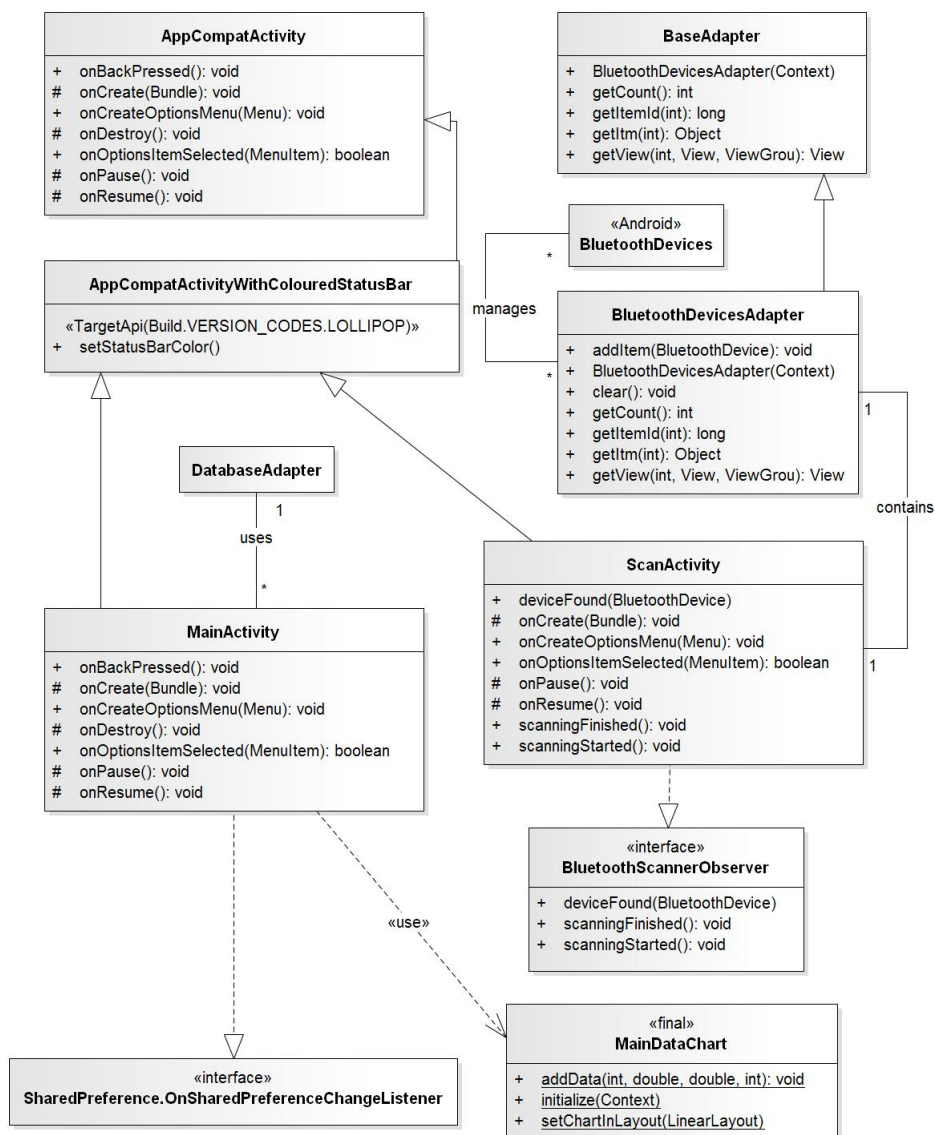 AppCompatActivity
+ onBackPressed(): void
# onCreate(Bundle): void
+ onCreateOptionsMenu(Menu): void
# onDestroy(): void
+ onOptionsItemSelected(MenuItem): boolean
# onPause(): void
# onResume(): void
BaseAdapter
+ BluetoothDevicesAdapter(Context)
+ getCount(): int
+ getItemId(int): long
+ getItm(int): Object
+ getView(int, View, ViewGrou): View
«Android»
BluetoothDevices
*
manages
*
AppCompatActivityWithColouredStatusBar
«TargetApi(Build.VERSION_CODES.LOLLIPOP)»
+ setStatusBarColor()
BluetoothDevicesAdapter
+ addItem(BluetoothDevice): void
+ BluetoothDevicesAdapter(Context)
+ clear(): void
+ getCount(): int
+ getItemId(int): long
+ getItm(int): Object
+ getView(int, View, ViewGrou): View
1
contains
1
DatabaseAdapter
1
uses
*
ScanActivity
+ deviceFound(BluetoothDevice)
# onCreate(Bundle): void
+ onCreateOptionsMenu(Menu): void
+ onOptionsItemSelected(MenuItem): boolean
# onPause(): void
# onResume(): void
+ scanningFinished(): void
+ scanningStarted(): void
MainActivity
+ onBackPressed(): void
# onCreate(Bundle): void
+ onCreateOptionsMenu(Menu): void
# onDestroy(): void
+ onOptionsItemSelected(MenuItem): boolean
# onPause(): void
# onResume(): void
«interface»
BluetoothScannerObserver
+ deviceFound(BluetoothDevice)
+ scanningFinished(): void
+ scanningStarted(): void
«use»
«interface»
SharedPreference.OnSharedPreferenceChangeListener
«final»
MainDataChart
+ addData(int, double, double, int): void
+ initialize(Context)
+ setChartInLayout(LinearLayout)